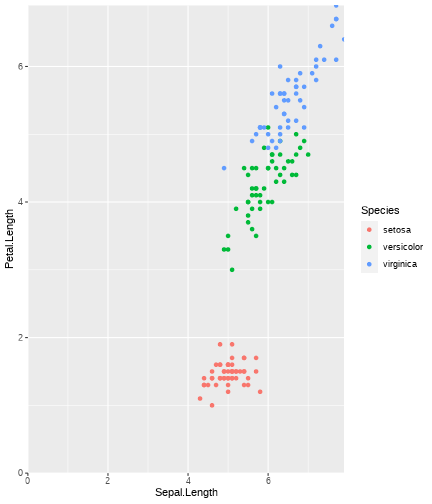 6
4
2
0
0
2
4
6
Petal.Length
Sepal.Length
Species
setosa
versicolor
virginica